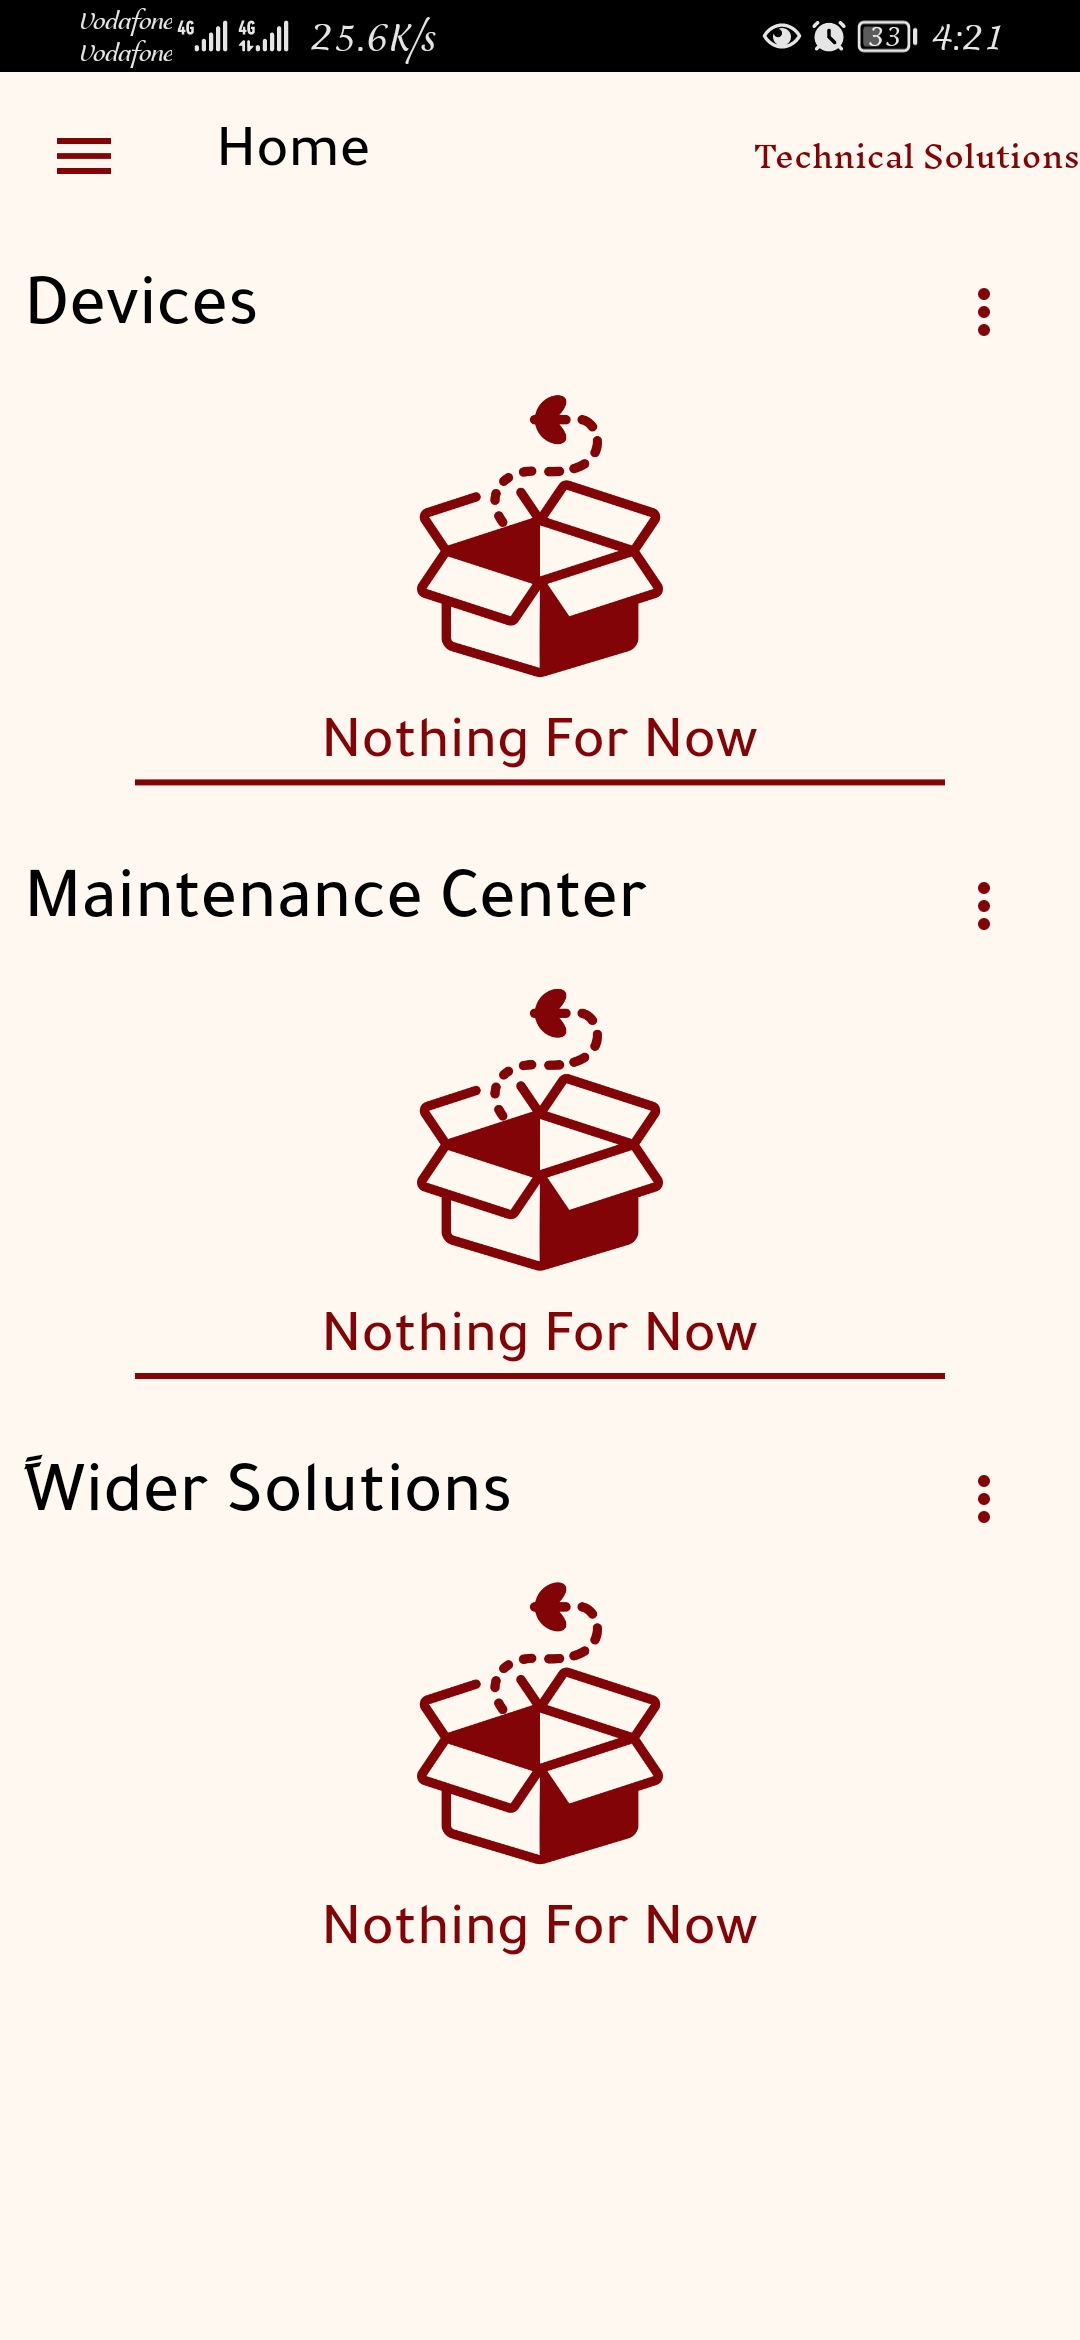 Vodafone 4G 4G 25.6K/s 33 4:21
Vodafone
Home
Technical Solutions
Devices
Nothing For Now
Maintenance Center
Nothing For Now
ًWider Solutions
Nothing For Now